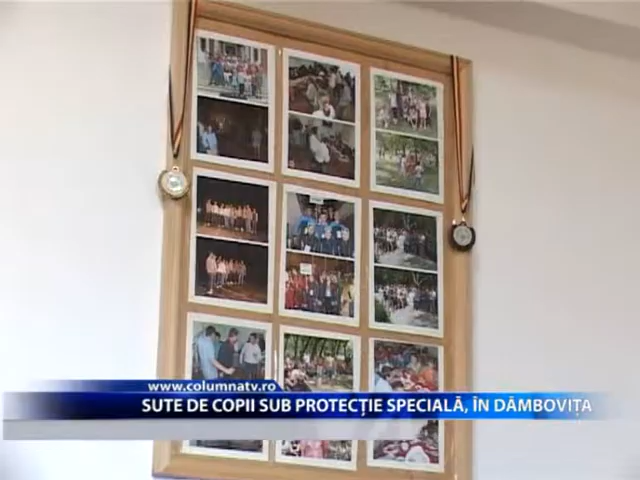 www.columnatv.ro
SUTE DE COPII SUB PROTECȚIE SPECIALĂ, ÎN DÂMBOVIȚA